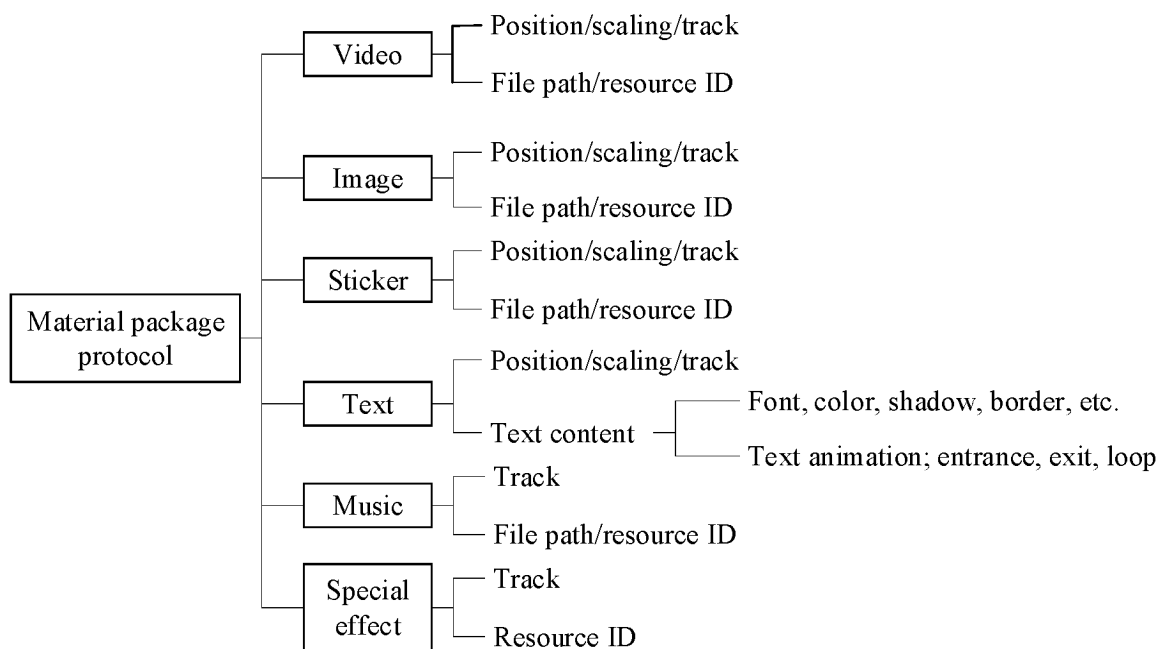 Material package
protocol
Video
Position/scaling/track
File path/resource ID
Image
Position/scaling/track
File path/resource ID
Sticker
Position/scaling/track
File path/resource ID
Text
Position/scaling/track
Text content
Font, color, shadow, border, etc.
Text animation; entrance, exit, loop
Music
Track
File path/resource ID
Special
effect
Track
Resource ID